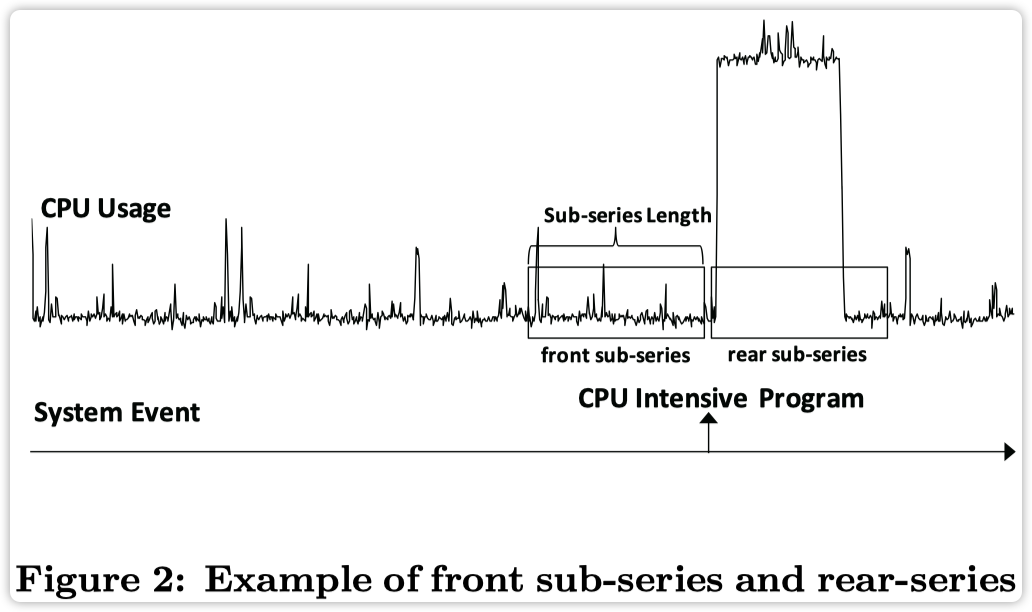 CPU Usage
Sub-series Length
front sub-series
rear sub-series
CPU Intensive Program
System Event
Figure 2: Example of front sub-series and rear-series